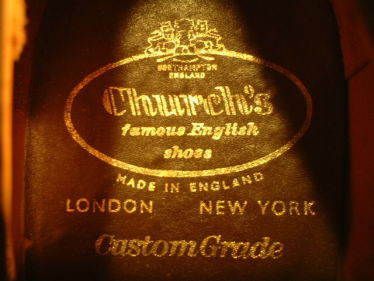 NORTHAMPTON
ENGLAND
Church's
famous English
shoes
MADE IN ENGLAND
LONDON NEW YORK
Custom Grade